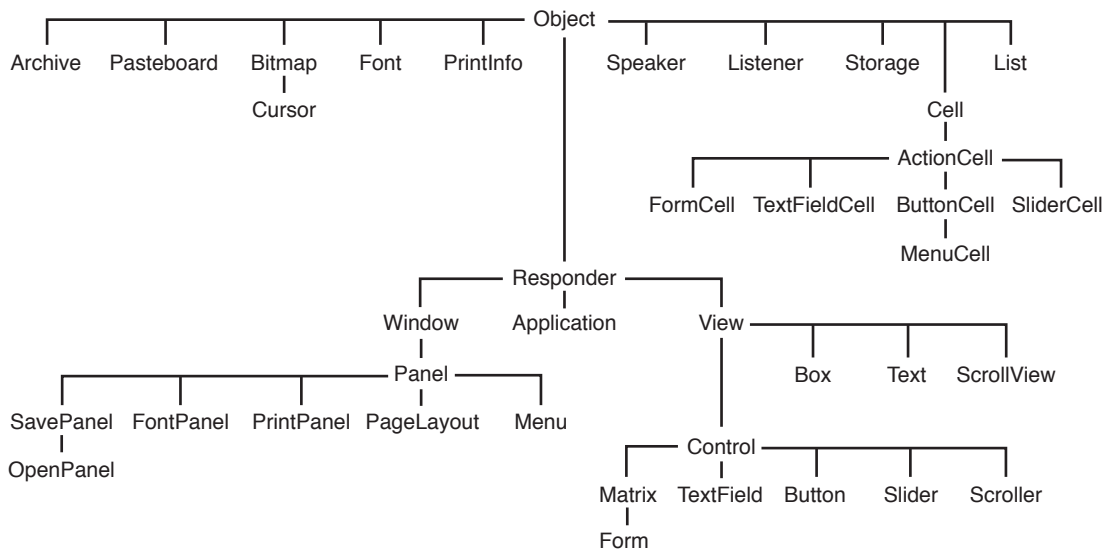 Object
Archive Pasteboard Bitmap Font PrintInfo Speaker Listener Storage List
Cursor Cell
ActionCell
FormCell TextFieldCell ButtonCell SliderCell
MenuCell
Responder
Window Application View
Panel Box Text ScrollView
SavePanel FontPanel PrintPanel PageLayout Menu
Control
OpenPanel
Matrix TextField Button Slider Scroller
Form